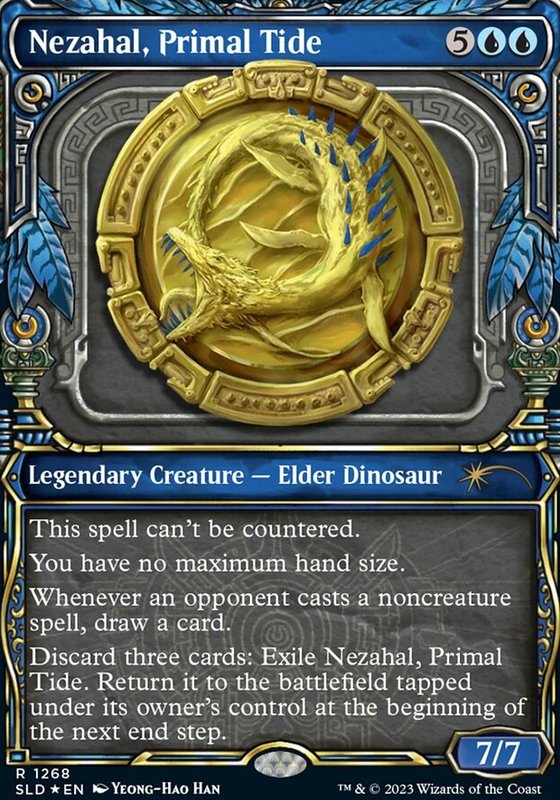 Nezahal, Primal Tide 5
Legendary Creature — Elder Dinosaur
This spell can't be countered.
You have no maximum hand size.
Whenever an opponent casts a noncreature
spell, draw a card.
Discard three cards: Exile Nezahal, Primal
Tide. Return it to the battlefield tapped
under its owner's control at the beginning of
the next end step.
7/7
R 1268
SLD ★ EN Yeong-Hao Han
™ & © 2023 Wizards of the Coast